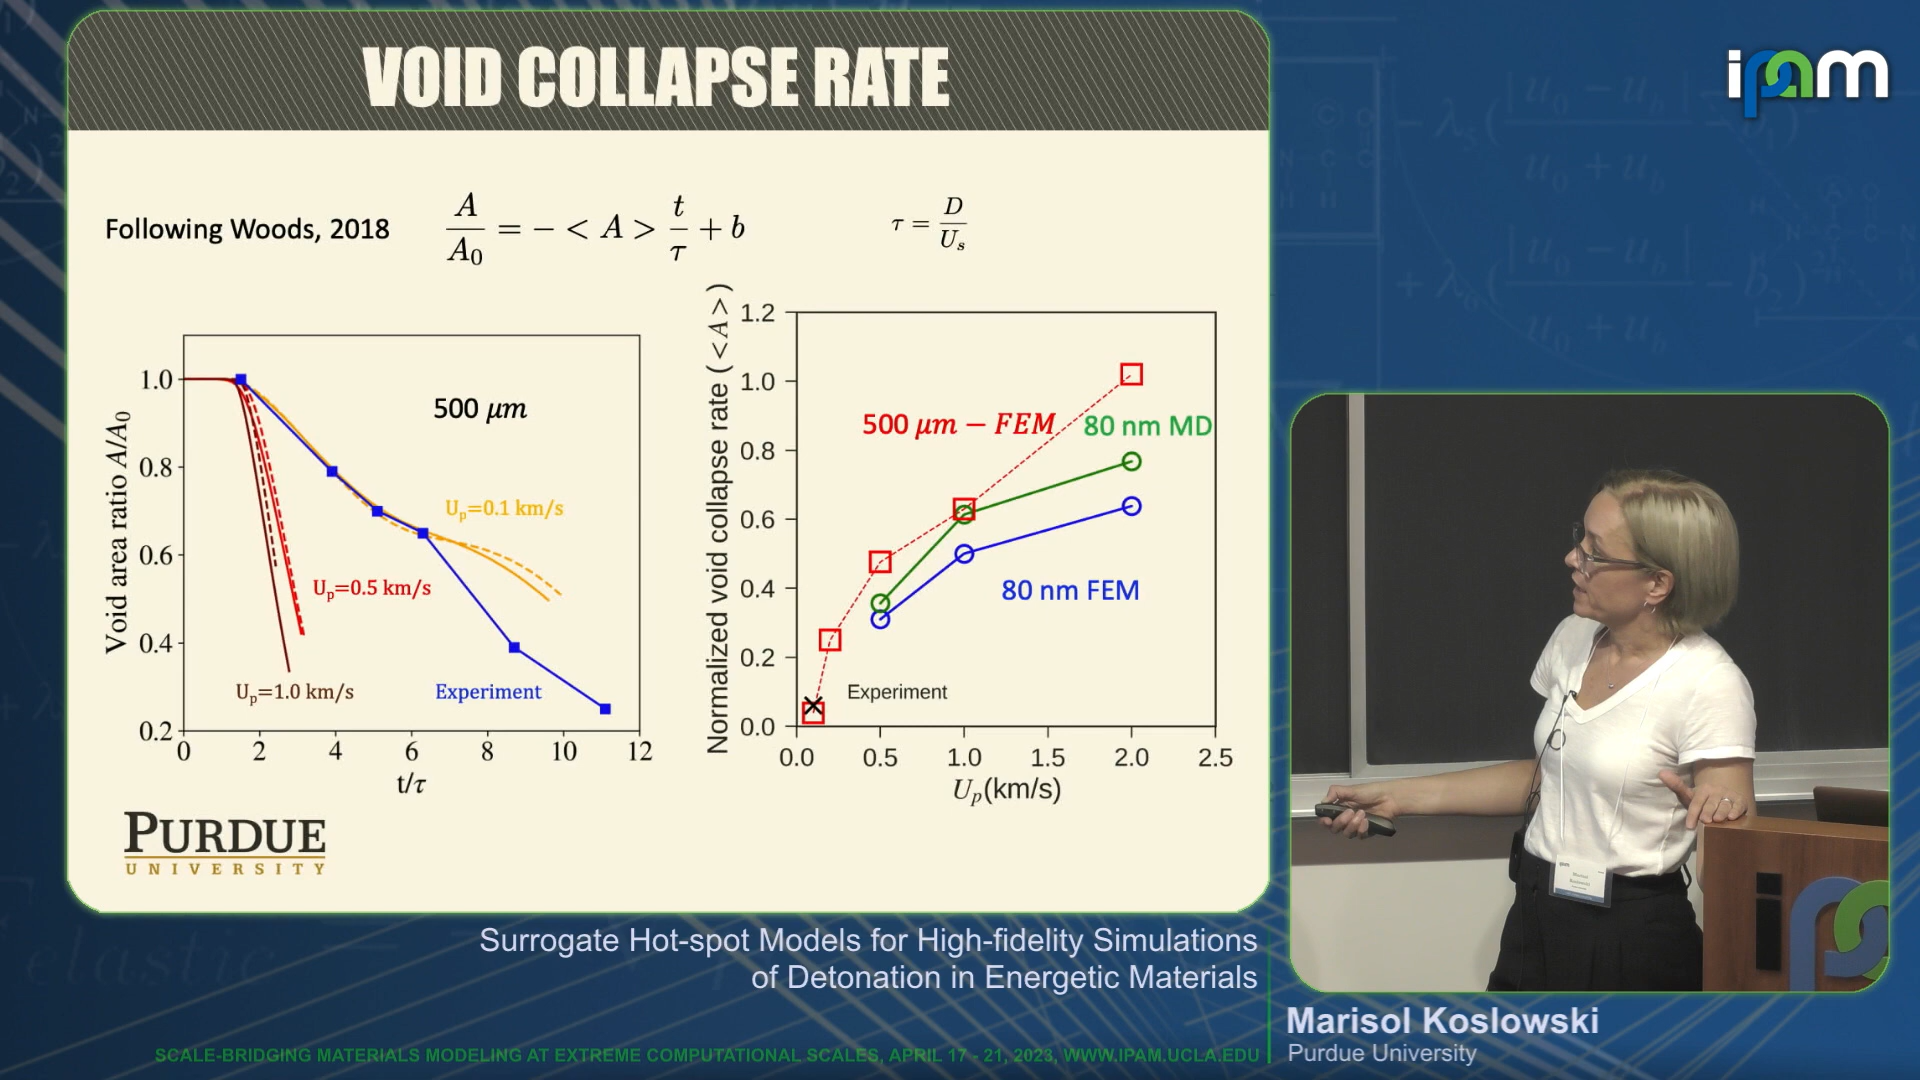 VOID COLLAPSE RATE
ipam
Following Woods, 2018
A/A₀ = − < A > t/τ + b
τ = D/Uₛ
Void area ratio A/A₀
1.0
0.8
0.6
0.4
0.2
500 μm
Uₚ=0.1 km/s
Uₚ=0.5 km/s
Uₚ=1.0 km/s
Experiment
0 2 4 6 8 10 12
t/τ
Normalized void collapse rate ( < A > )
1.2
1.0
0.8
0.6
0.4
0.2
0.0
500 μm − FEM
80 nm MD
80 nm FEM
Experiment
0.0 0.5 1.0 1.5 2.0 2.5
Uₚ(km/s)
PURDUE
UNIVERSITY
Surrogate Hot-spot Models for High-fidelity Simulations
of Detonation in Energetic Materials
Marisol Koslowski
Purdue University
SCALE-BRIDGING MATERIALS MODELING AT EXTREME COMPUTATIONAL SCALES, APRIL 17 - 21, 2023, WWW.IPAM.UCLA.EDU
elastic